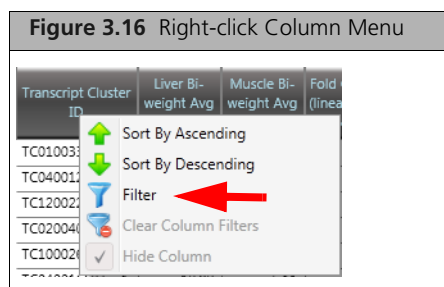 Figure 3.16 Right-click Column Menu
Transcript Cluster ID
Liver Bi-weight Avg
Muscle Bi-weight Avg
Fold
(linea
Sort By Ascending
Sort By Descending
Filter
Clear Column Filters
Hide Column
TC010033
TC040012
TC120022
TC020040
TC100026